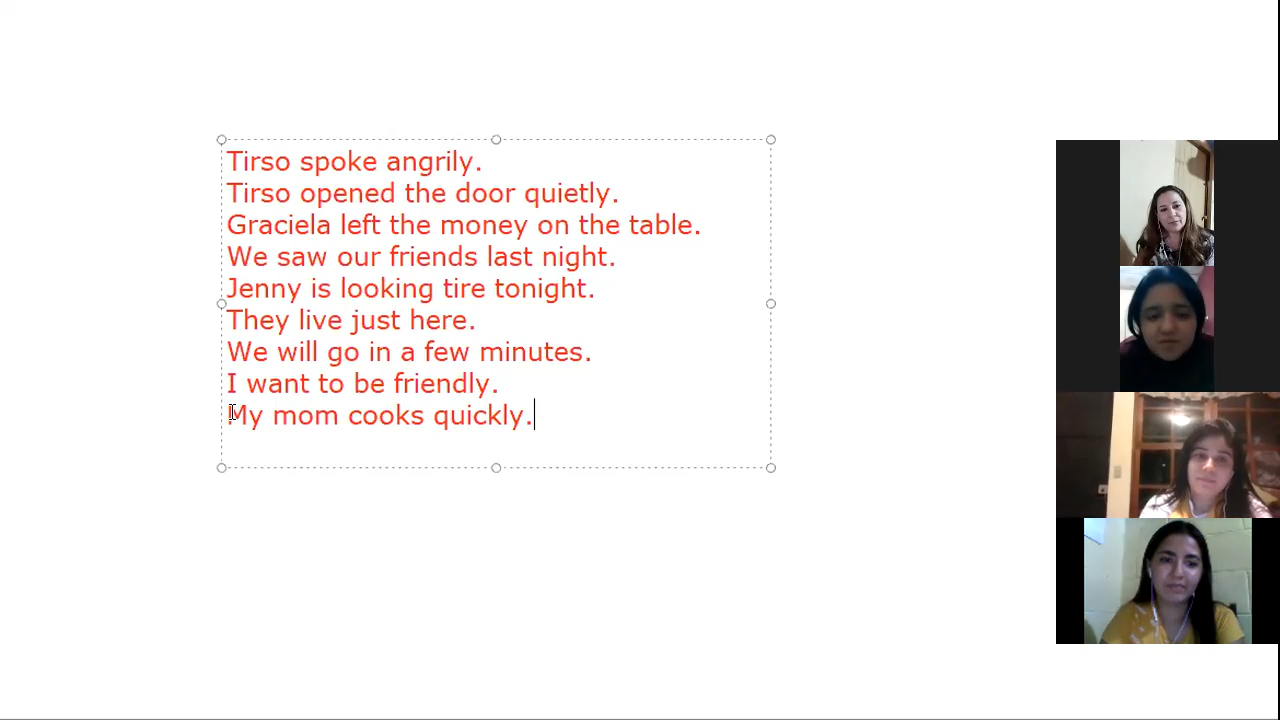 Tirso spoke angrily.
Tirso opened the door quietly.
Graciela left the money on the table.
We saw our friends last night.
Jenny is looking tire tonight.
They live just here.
We will go in a few minutes.
I want to be friendly.
My mom cooks quickly.